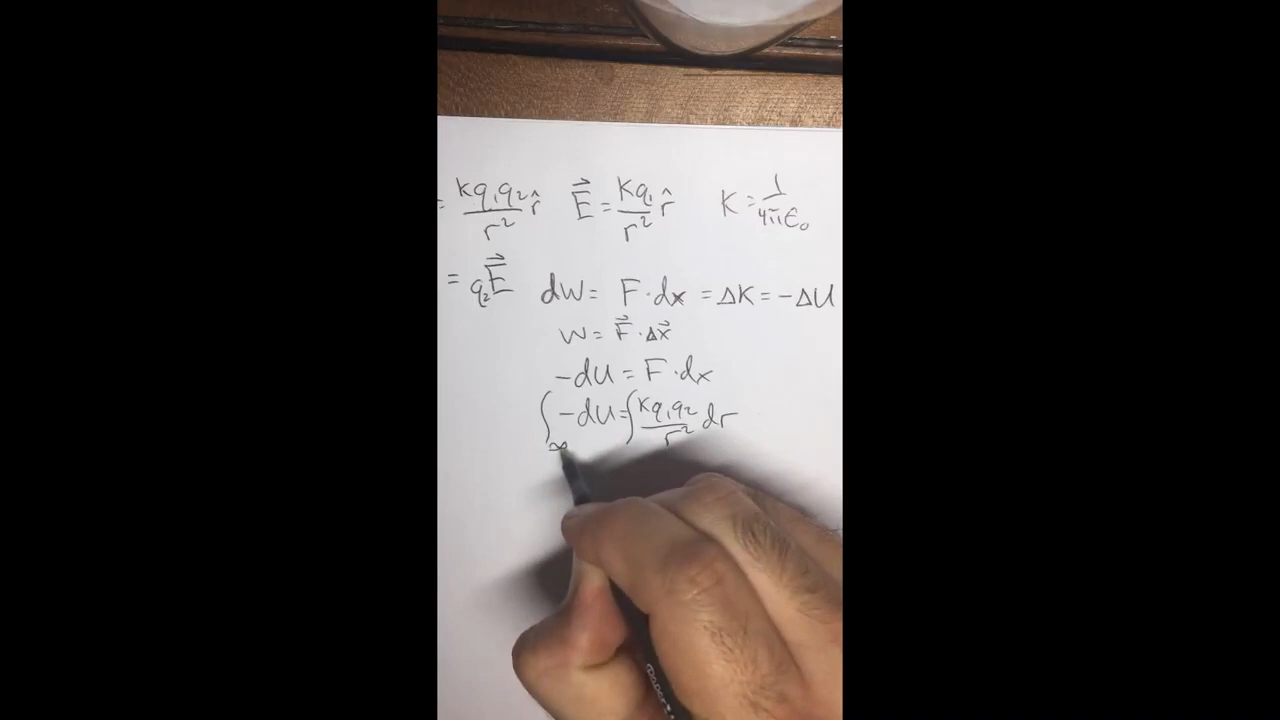 = Kq₁q₂/r² r̂ E⃗ = Kq₁/r² r̂ K = 1/4πε₀
= q₂E⃗ dW = F · dx = ΔK = -ΔU
W = F⃗ · Δx⃗
-dU = F · dx
∫∞ -dU = ∫ Kq₁q₂/r² dr